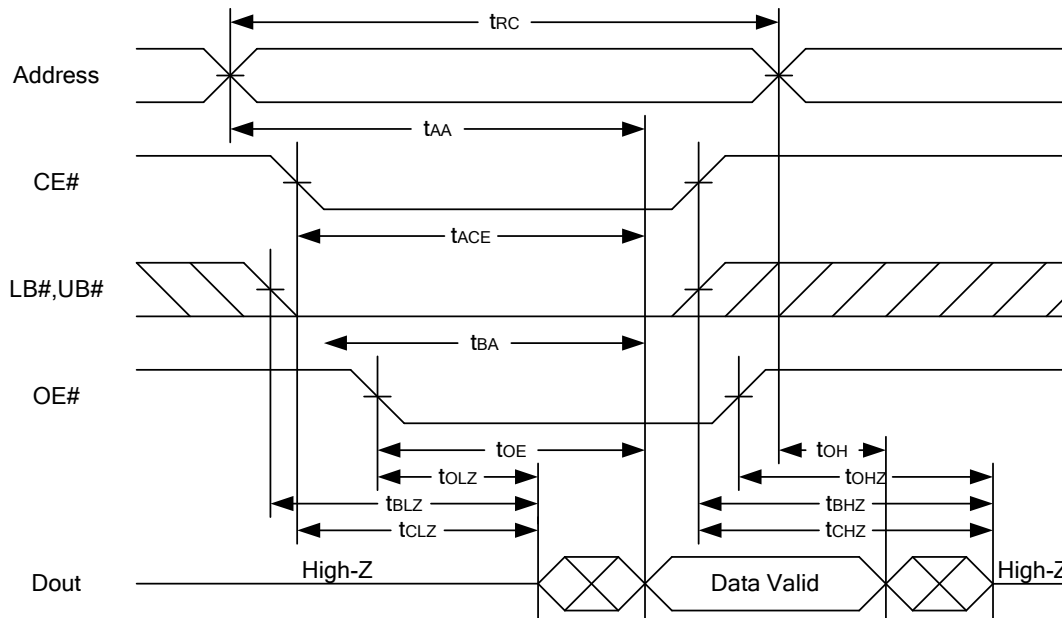 tRC
Address
tAA
CE#
tACE
LB#,UB#
tBA
OE#
tOE
tOH
tOLZ
tOHZ
tBLZ
tBHZ
tCLZ
tCHZ
Dout
High-Z
Data Valid
High-Z